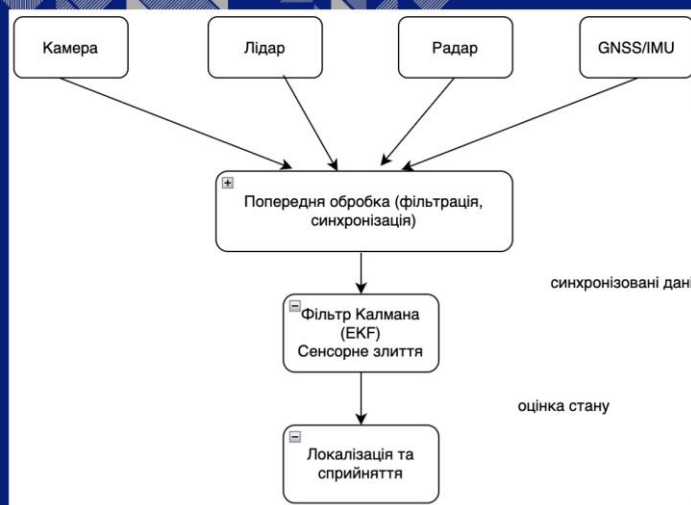 Камера
Лідар
Радар
GNSS/IMU
Попередня обробка (фільтрація,
синхронізація)
синхронізовані дані
Фільтр Калмана
(EKF)
Сенсорне злиття
оцінка стану
Локалізація та
сприйняття